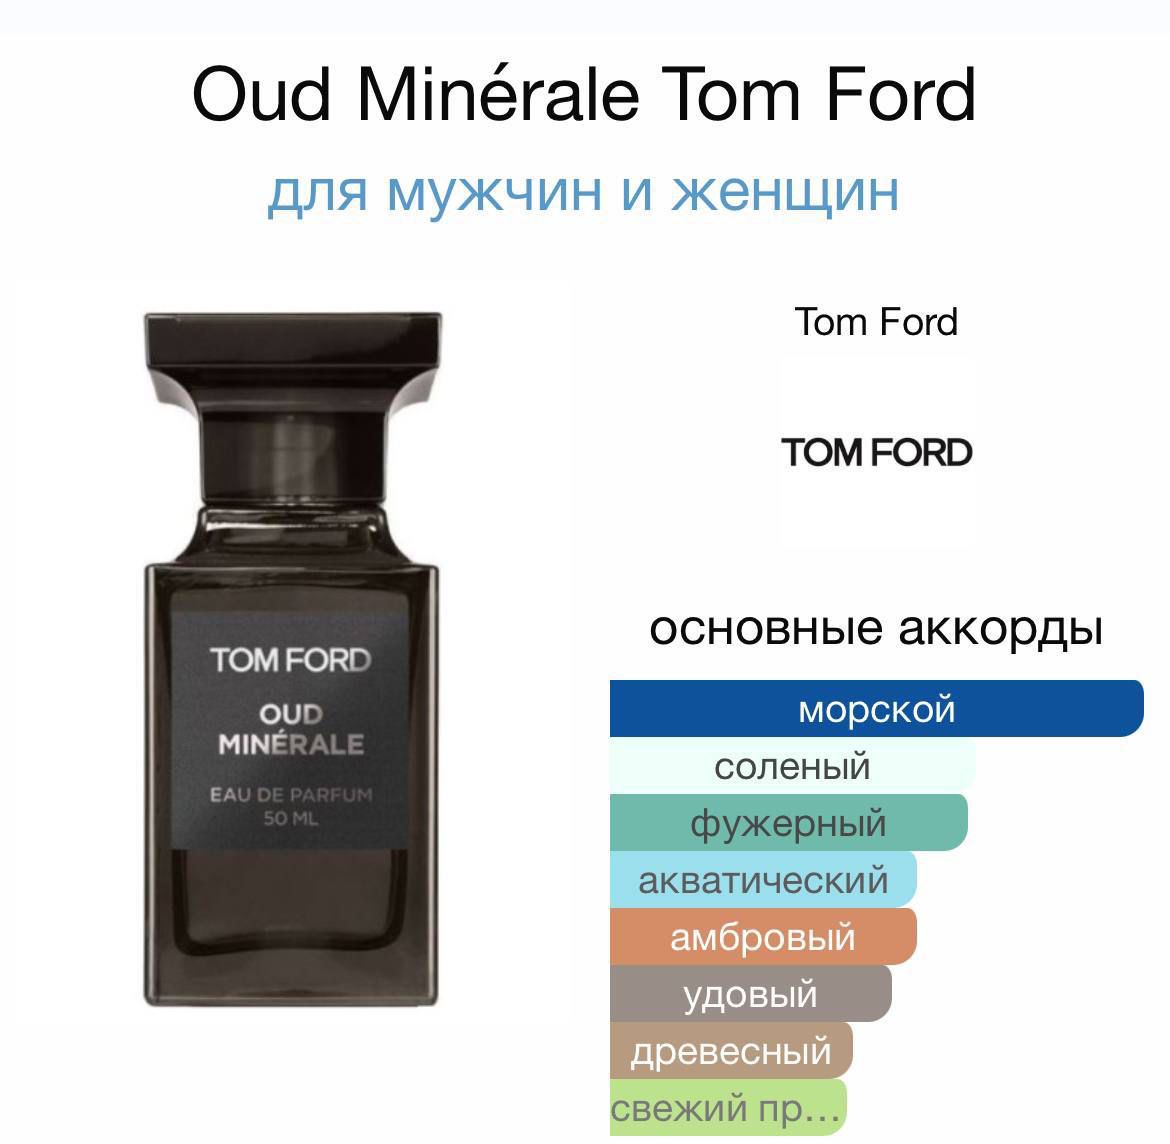 Oud Minérale Tom Ford
для мужчин и женщин
Tom Ford
TOM FORD
основные аккорды
морской
соленый
фужерный
акватический
амбровый
удовый
древесный
свежий пр...
TOM FORD
OUD
MINÉRALE
EAU DE PARFUM
50 ML